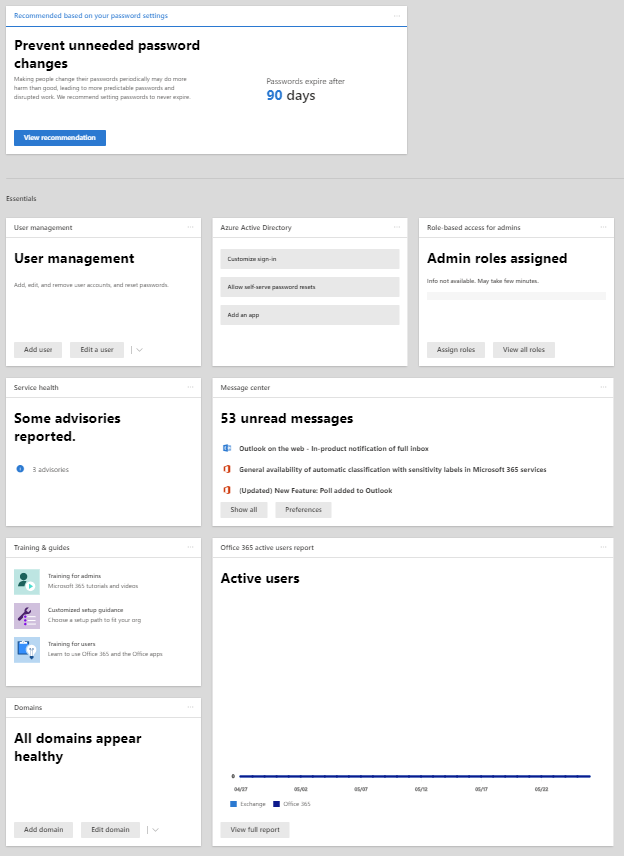 Recommended based on your password settings
Prevent unneeded password
changes
Making people change their passwords periodically may do more
harm than good, leading to more predictable passwords and
disrupted work. We recommend setting passwords to never expire.
Passwords expire after
90 days
View recommendation
Essentials
User management
User management
Add, edit, and remove user accounts, and reset passwords.
Add user
Edit a user
Azure Active Directory
Customize sign-in
Allow self-serve password resets
Add an app
Role-based access for admins
Admin roles assigned
Info not available. May take few minutes.
Assign roles
View all roles
Service health
Some advisories
reported.
3 advisories
Message center
53 unread messages
Outlook on the web - In-product notification of full inbox
General availability of automatic classification with sensitivity labels in Microsoft 365 services
(Updated) New Feature: Poll added to Outlook
Show all
Preferences
Training & guides
Training for admins
Microsoft 365 tutorials and videos
Customized setup guidance
Choose a setup path to fit your org
Training for users
Learn to use Office 365 and the Office apps
Office 365 active users report
Active users
0
04/27 05/02 05/07 05/12 05/17 05/22
Exchange Office 365
View full report
Domains
All domains appear
healthy
Add domain
Edit domain